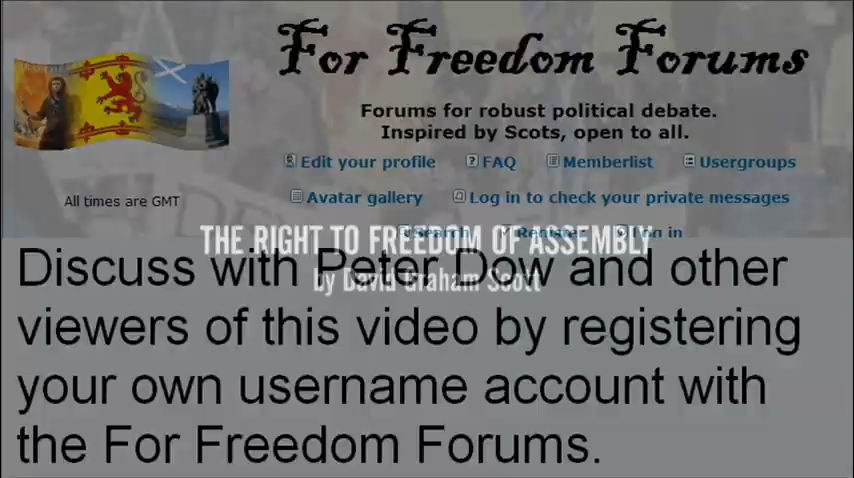 For Freedom Forums
Forums for robust political debate.
Inspired by Scots, open to all.
Edit your profile FAQ Memberlist Usergroups
All times are GMT
Avatar gallery Log in to check your private messages
Search Register Log in
THE RIGHT TO FREEDOM OF ASSEMBLY
by David Graham Scott
Discuss with Peter Dow and other
viewers of this video by registering
your own username account with
the For Freedom Forums.